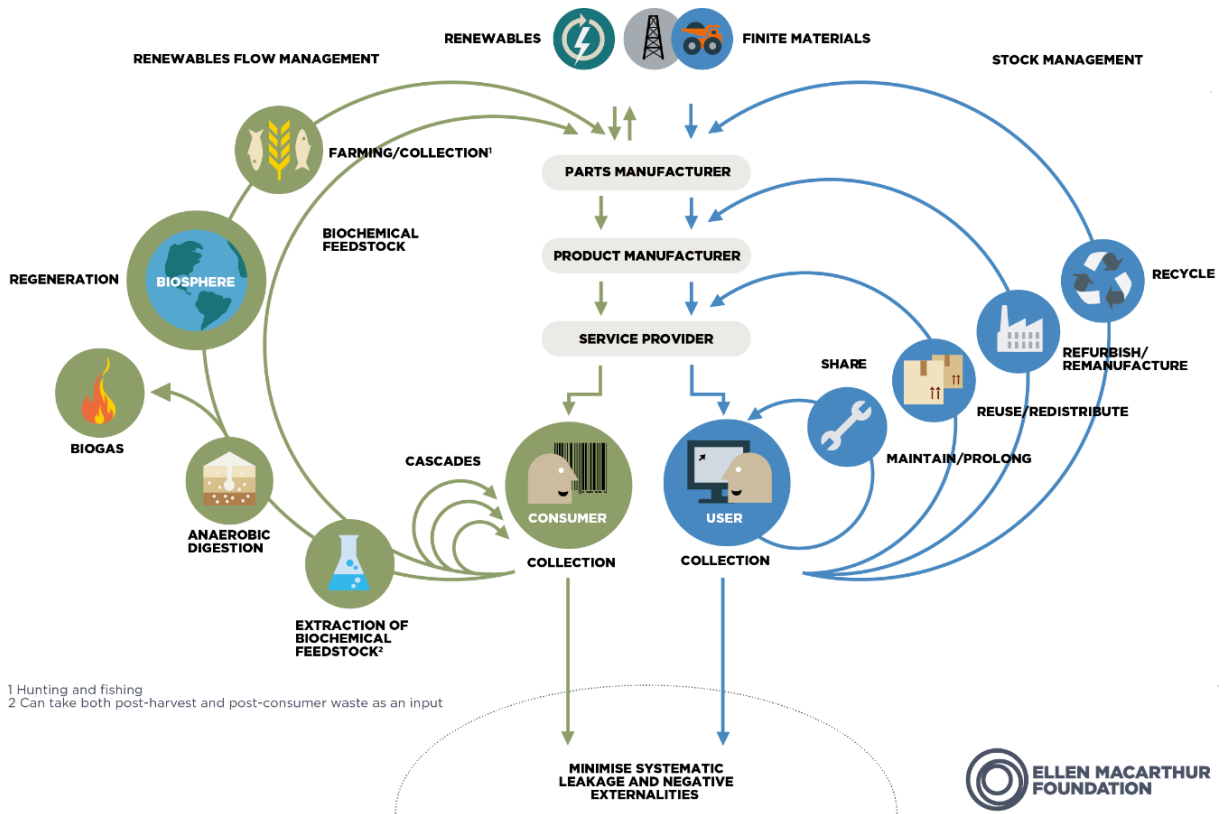 RENEWABLES
FINITE MATERIALS
RENEWABLES FLOW MANAGEMENT
STOCK MANAGEMENT
FARMING/COLLECTION¹
PARTS MANUFACTURER
BIOCHEMICAL
FEEDSTOCK
PRODUCT MANUFACTURER
REGENERATION
BIOSPHERE
RECYCLE
SERVICE PROVIDER
SHARE
REFURBISH/
REMANUFACTURE
REUSE/REDISTRIBUTE
BIOGAS
CASCADES
MAINTAIN/PROLONG
CONSUMER
USER
ANAEROBIC
DIGESTION
COLLECTION
COLLECTION
EXTRACTION OF
BIOCHEMICAL
FEEDSTOCK²
1 Hunting and fishing
2 Can take both post-harvest and post-consumer waste as an input
MINIMISE SYSTEMATIC
LEAKAGE AND NEGATIVE
EXTERNALITIES
ELLEN MACARTHUR
FOUNDATION